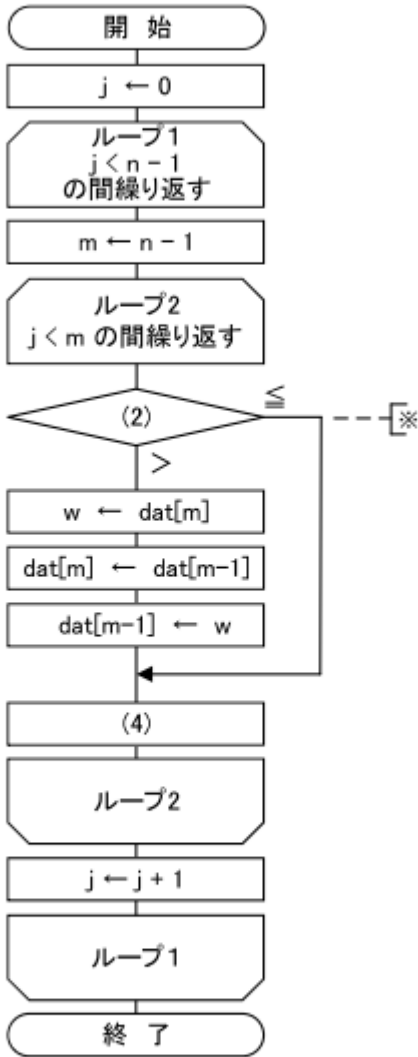 開 始
j ← 0
ループ1
j < n - 1
の間繰り返す
m ← n - 1
ループ2
j < m の間繰り返す
(2)
≦
※
>
w ← dat[m]
dat[m] ← dat[m-1]
dat[m-1] ← w
(4)
ループ2
j ← j + 1
ループ1
終 了